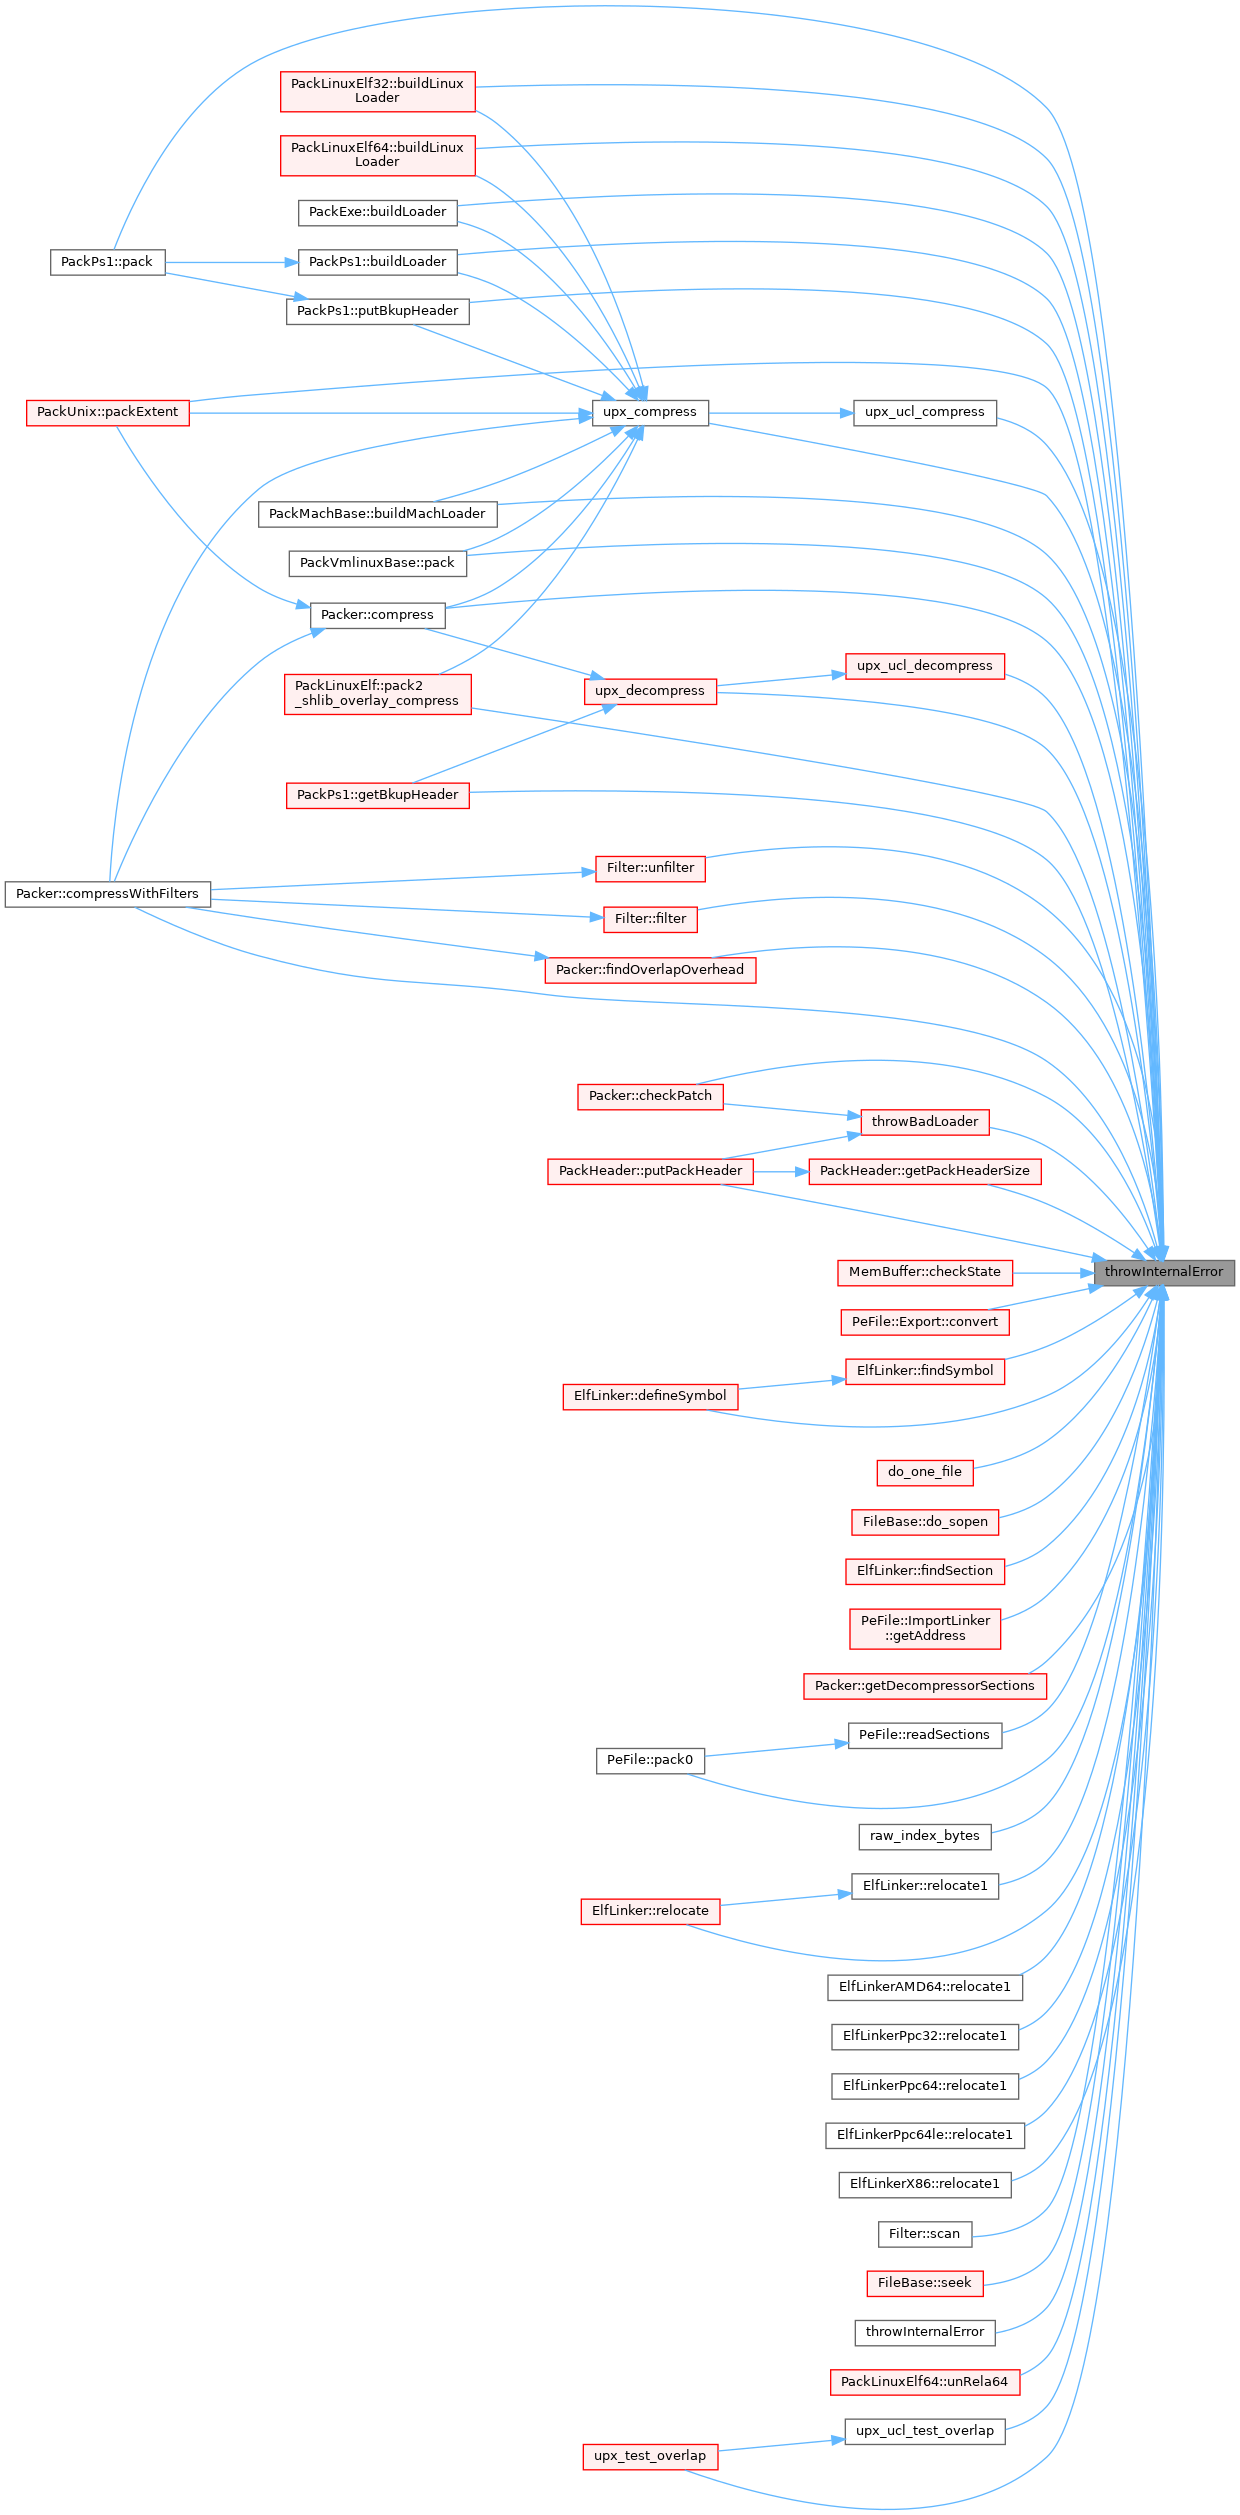 PackLinuxElf32::buildLinux
Loader
PackLinuxElf64::buildLinux
Loader
PackExe::buildLoader
PackPs1::pack
PackPs1::buildLoader
PackPs1::putBkupHeader
PackUnix::packExtent
upx_compress
upx_ucl_compress
PackMachBase::buildMachLoader
PackVmlinuxBase::pack
Packer::compress
upx_ucl_decompress
PackLinuxElf::pack2
_shlib_overlay_compress
upx_decompress
PackPs1::getBkupHeader
Filter::unfilter
Packer::compressWithFilters
Filter::filter
Packer::findOverlapOverhead
Packer::checkPatch
throwBadLoader
PackHeader::putPackHeader
PackHeader::getPackHeaderSize
MemBuffer::checkState
throwInternalError
PeFile::Export::convert
ElfLinker::findSymbol
ElfLinker::defineSymbol
do_one_file
FileBase::do_sopen
ElfLinker::findSection
PeFile::ImportLinker
::getAddress
Packer::getDecompressorSections
PeFile::readSections
PeFile::pack0
raw_index_bytes
ElfLinker::relocate1
ElfLinker::relocate
ElfLinkerAMD64::relocate1
ElfLinkerPpc32::relocate1
ElfLinkerPpc64::relocate1
ElfLinkerPpc64le::relocate1
ElfLinkerX86::relocate1
Filter::scan
FileBase::seek
throwInternalError
PackLinuxElf64::unRela64
upx_ucl_test_overlap
upx_test_overlap